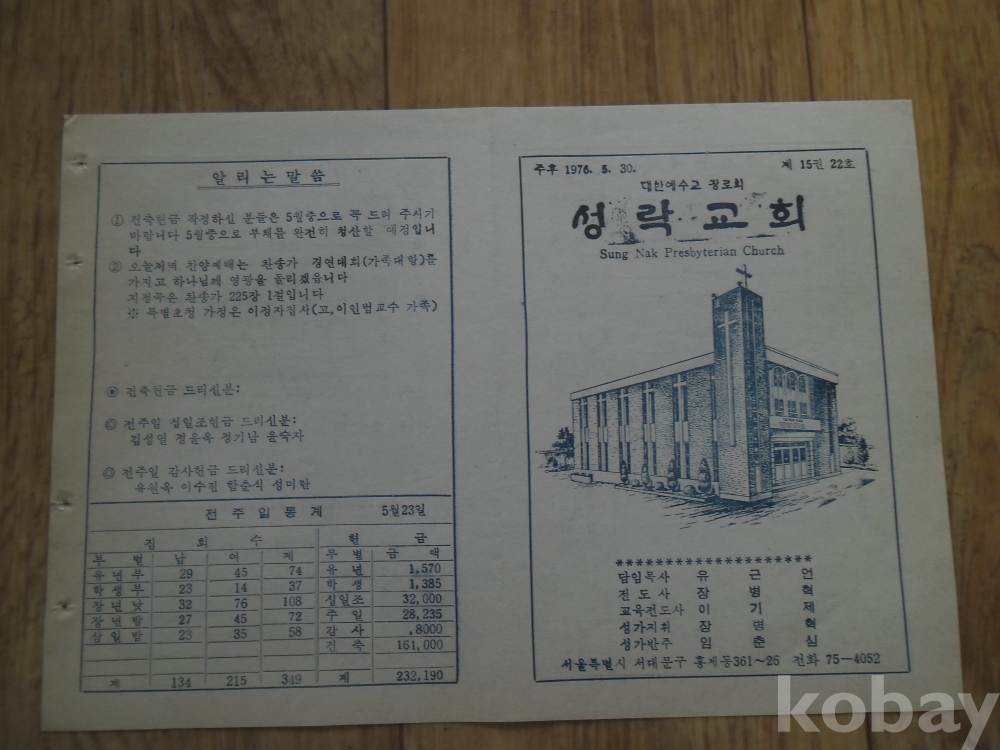 알 리 는 말 씀
① 건축헌금 작정하신 분들은 5월중으로 꼭 드려 주시기
바랍니다 5월중으로 부채를 완전히 청산할 예정입니
다
② 오늘저녁 찬양예배는 찬송가 경연대회(가족대항)를
가지고 하나님께 영광을 돌리겠읍니다
지정곡은 찬송가 225장 1절입니다
※ 특별초청 가정은 이정자집사(고,이인범교수 가족)
◉ 건축헌금 드리신분:
◎ 전주일 십일조헌금 드리신분:
김성열 정윤옥 정기남 윤숙자
◎ 전주일 감사헌금 드리신분:
유원옥 이수진 함춘식 성미란
전 주 일 통 계 5월23일
집 회 수 헌 금
부 별 남 여 계 부 별 금 액
유 년 부 29 45 74 유 년 1,570
학 생 부 23 14 37 학 생 1,385
장 년 낮 32 76 108 십일조 32,000
장 년 밤 27 45 72 주 일 28,235
삼 일 밤 23 35 58 감 사 ,8000
건 축 161,000
계 134 215 349 계 232,190
주후 1976. 5. 30. 제 15권 22호
대한예수교 장로회
성 락 교 회
Sung Nak Presbyterian Church
********************
담임목사 유 근 언
전 도 사 장 병 혁
교육전도사 이 기 제
성가지휘 장 병 혁
성가반주 임 춘 심
서울특별시 서대문구 홍제동361~26 전화 75—4052
kobay